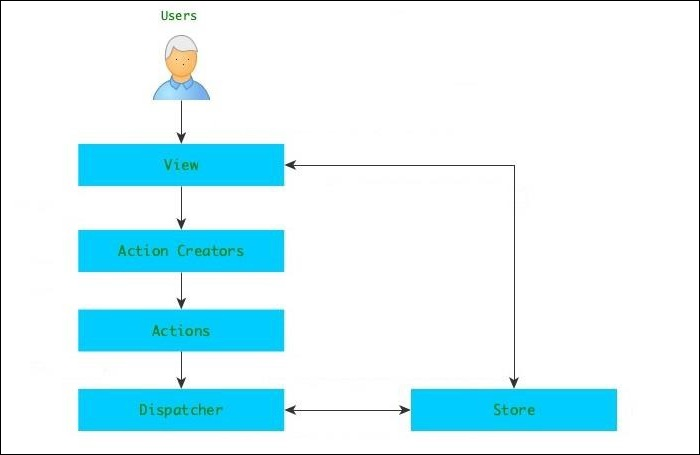 Users
View
Action Creators
Actions
Dispatcher
Store